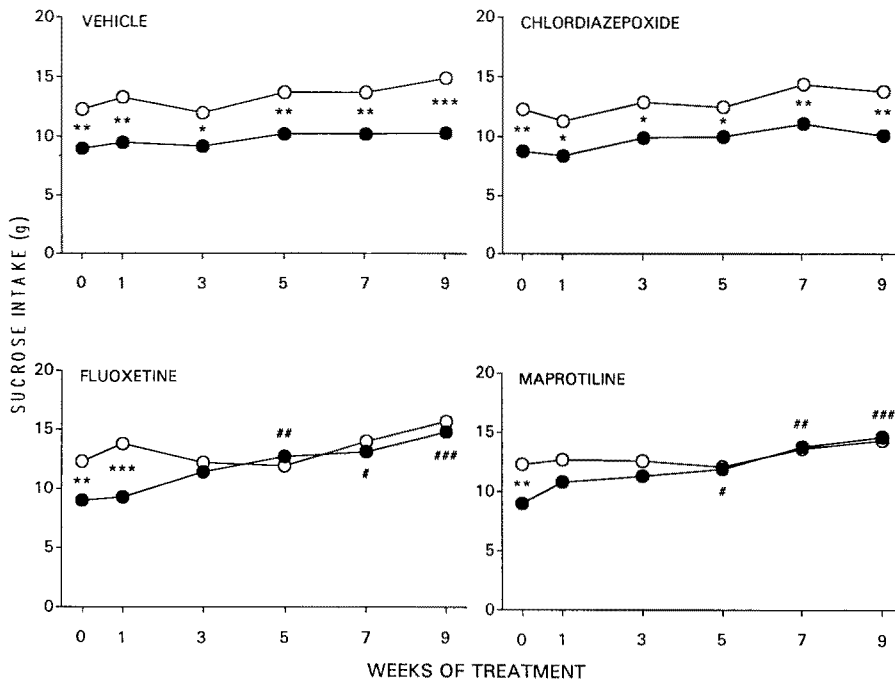 VEHICLE
20
15
10
5
0
** ** * ** ** ***
0 1 3 5 7 9
CHLORDIAZEPOXIDE
20
15
10
5
0
** * * * ** **
0 1 3 5 7 9
SUCROSE INTAKE (g)
FLUOXETINE
20
15
10
5
0
** *** ## # ###
0 1 3 5 7 9
MAPROTILINE
20
15
10
5
0
** # ## ###
0 1 3 5 7 9
WEEKS OF TREATMENT